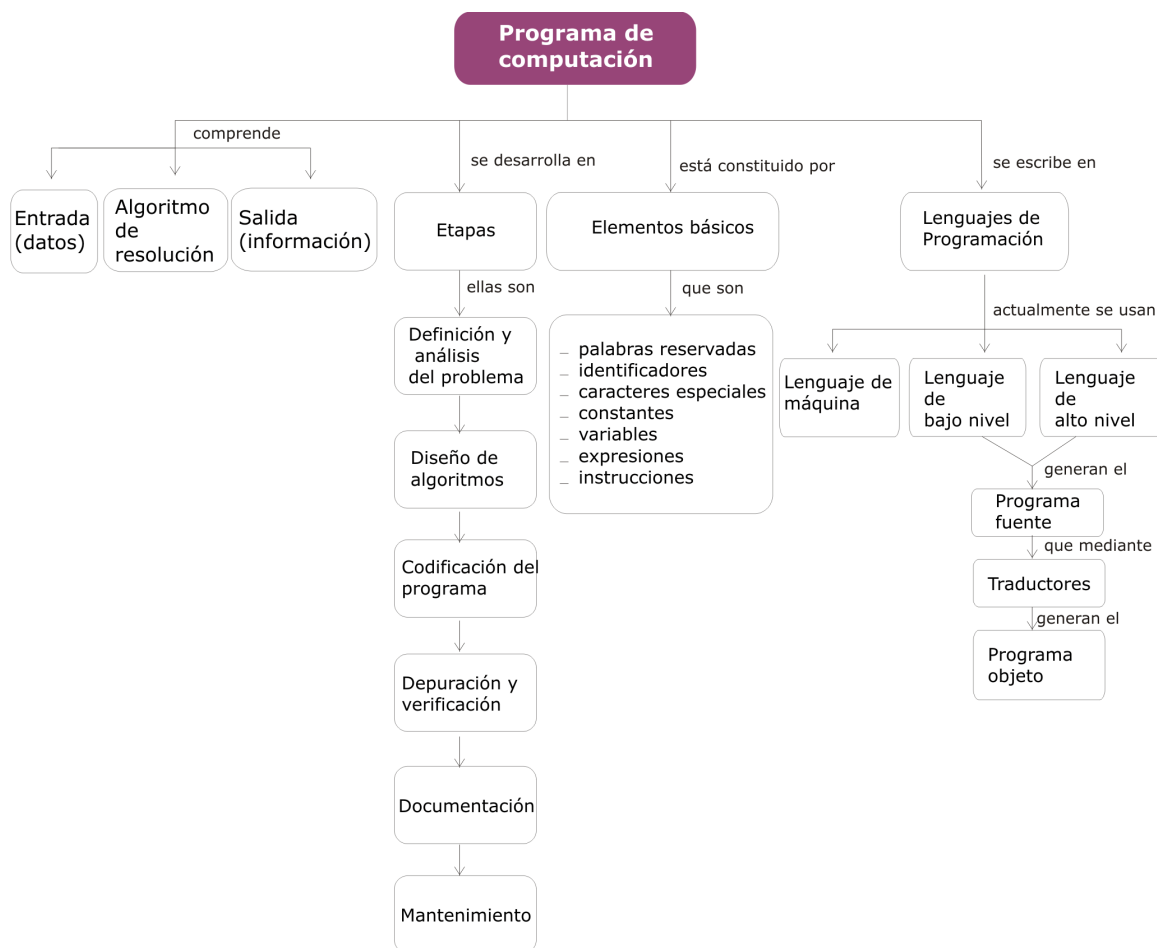 Programa de
computación
comprende
Entrada
(datos)
Algoritmo
de
resolución
Salida
(información)
se desarrolla en
Etapas
ellas son
Definición y
análisis
del problema
Diseño de
algoritmos
Codificación del
programa
Depuración y
verificación
Documentación
Mantenimiento
está constituido por
Elementos básicos
que son
_ palabras reservadas
_ identificadores
_ caracteres especiales
_ constantes
_ variables
_ expresiones
_ instrucciones
se escribe en
Lenguajes de
Programación
actualmente se usan
Lenguaje de
máquina
Lenguaje
de
bajo nivel
Lenguaje
de
alto nivel
generan el
Programa
fuente
que mediante
Traductores
generan el
Programa
objeto